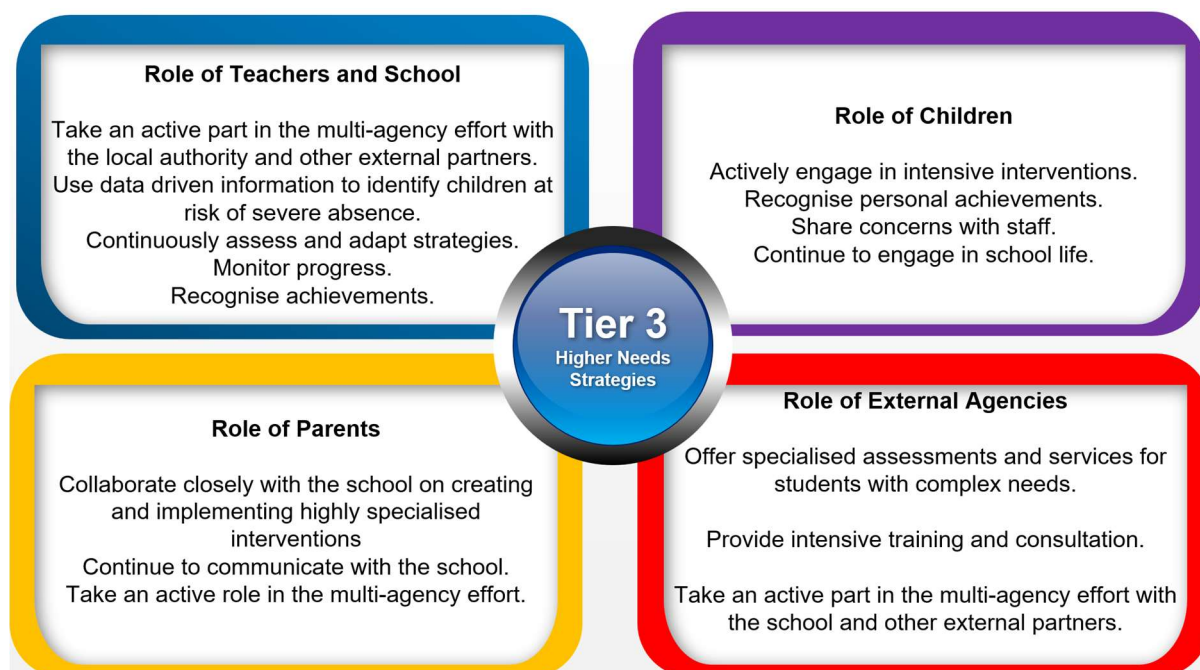 Role of Teachers and School
Take an active part in the multi-agency effort with
the local authority and other external partners.
Use data driven information to identify children at
risk of severe absence.
Continuously assess and adapt strategies.
Monitor progress.
Recognise achievements.
Role of Children
Actively engage in intensive interventions.
Recognise personal achievements.
Share concerns with staff.
Continue to engage in school life.
Tier 3
Higher Needs
Strategies
Role of Parents
Collaborate closely with the school on creating
and implementing highly specialised
interventions
Continue to communicate with the school.
Take an active role in the multi-agency effort.
Role of External Agencies
Offer specialised assessments and services for
students with complex needs.
Provide intensive training and consultation.
Take an active part in the multi-agency effort with
the school and other external partners.